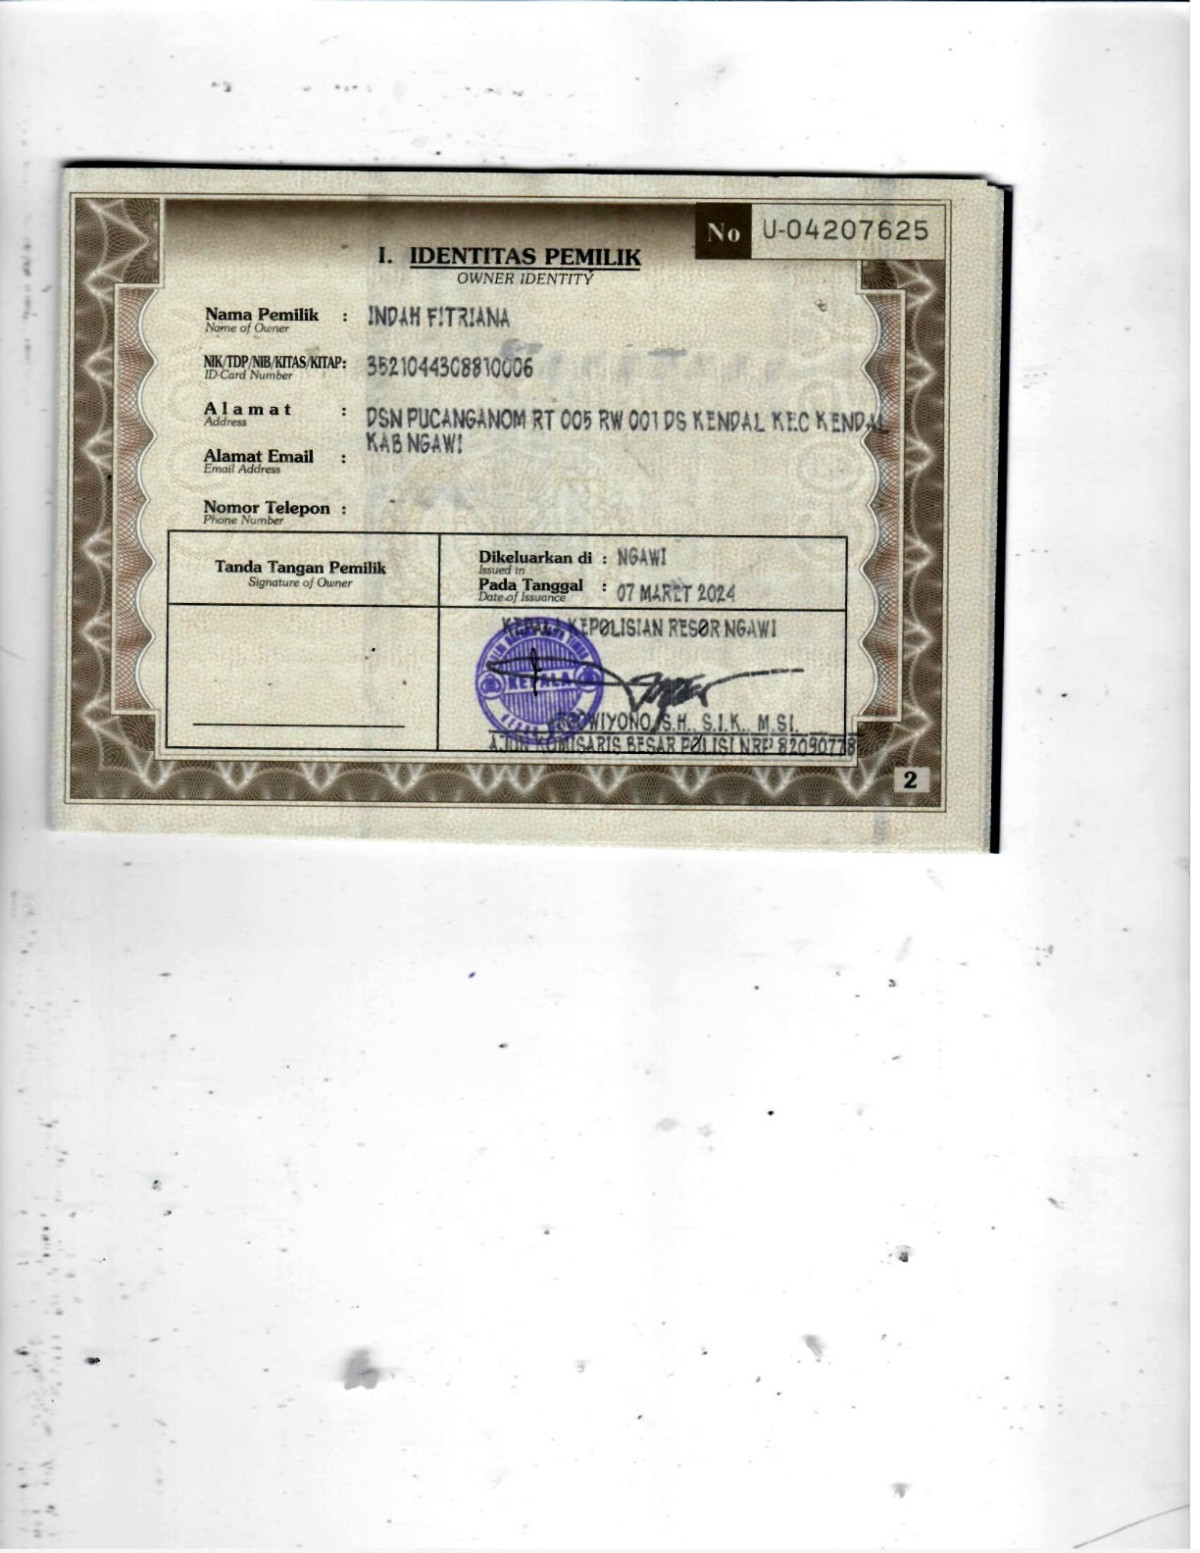 No U-04207625
I. IDENTITAS PEMILIK
OWNER IDENTITY
Nama Pemilik : INDAH FITRIANA
Name of Owner
NIK/TDP/NIB/KITAS/KITAP: 3521044308810006
ID-Card Number
Alamat : DSN PUCANGANOM RT 005 RW 001 DS KENDAL KEC KENDAL
Address
KAB NGAWI
Alamat Email :
Email Address
Nomor Telepon :
Phone Number
Tanda Tangan Pemilik
Signature of Owner
Dikeluarkan di : NGAWI
Issued in
Pada Tanggal : 07 MARET 2024
Date of Issuance
KEPALA KEPOLISIAN RESOR NGAWI
KEPALA
S.H., S.I.K., M.SI.
AJUN KOMISARIS BESAR POLISI NRP 82090778
2